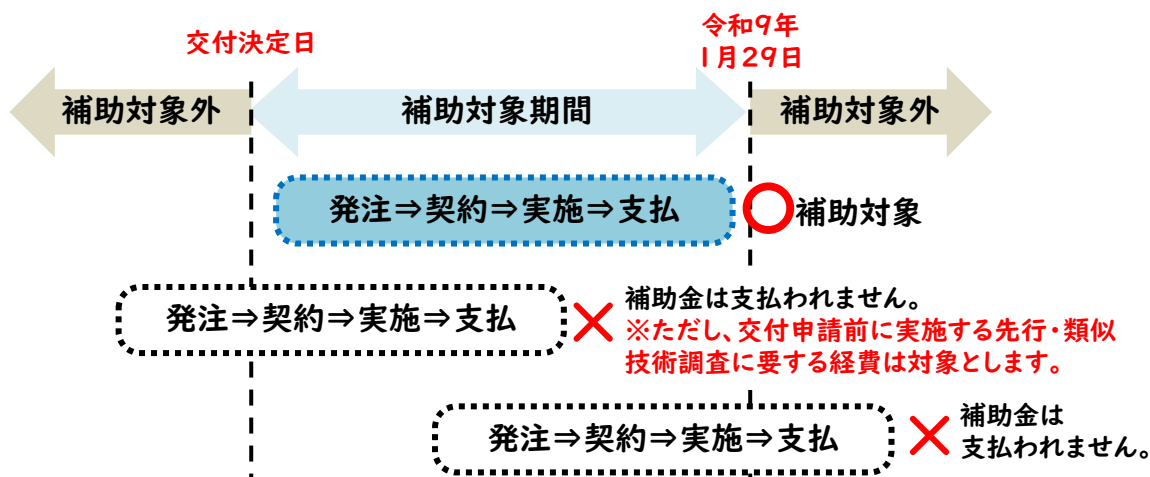 交付決定日
令和9年
1月29日
補助対象外
補助対象期間
補助対象外
発注⇒契約⇒実施⇒支払
補助対象
発注⇒契約⇒実施⇒支払
補助金は支払われません。
※ただし、交付申請前に実施する先行・類似
技術調査に要する経費は対象とします。
発注⇒契約⇒実施⇒支払
補助金は
支払われません。